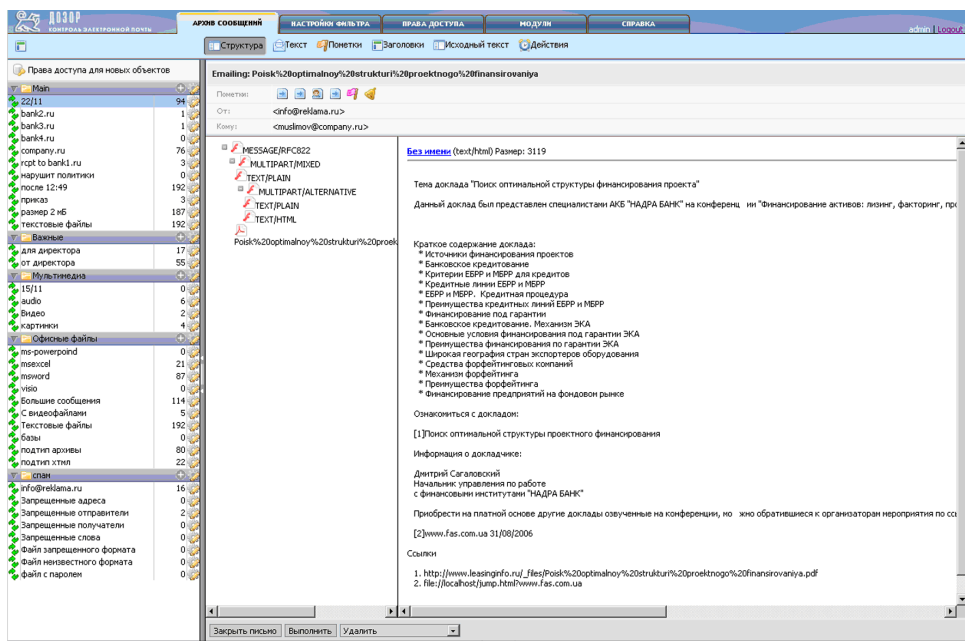 ДОЗОР
КОНТРОЛЬ ЭЛЕКТРОННОЙ ПОЧТЫ
АРХИВ СООБЩЕНИЙ НАСТРОЙКИ ФИЛЬТРА ПРАВА ДОСТУПА МОДУЛИ СПРАВКА
admin | Logout
Структура Текст Пометки Заголовки Исходный текст Действия
Права доступа для новых объектов
Main
22/11 94
bank2.ru 1
bank3.ru 1
bank4.ru 0
company.ru 76
rcpt to bank1.ru 3
нарушит политики 0
после 12:49 192
приказ 3
размер 2 мБ 187
текстовые файлы 192
Важные
для директора 17
от директора 55
Мультимедиа
15/11 0
audio 6
Видео 2
картинки 4
Офисные файлы
ms-powerpoind 0
msexcel 21
msword 87
visio 0
Большие сообщения 114
С видеофайлами 5
Текстовые файлы 192
базы 0
подтип архивы 80
подтип хтмл 22
спам
info@reklama.ru 16
Запрещенные адреса 0
Запрещенные отправители 2
Запрещенные получатели 0
Запрещенные слова 0
Файл запрещенного формата 0
Файл неизвестного формата 0
файл с паролем 0
Emailing: Poisk%20optimalnoy%20strukturi%20proektnogo%20finansirovaniya
Пометки:
От: <info@reklama.ru>
Кому: <muslimov@company.ru>
MESSAGE/RFC822
MULTIPART/MIXED
TEXT/PLAIN
MULTIPART/ALTERNATIVE
TEXT/PLAIN
TEXT/HTML
Poisk%20optimalnoy%20strukturi%20proek
Без имени (text/html) Размер: 3119
Тема доклада "Поиск оптимальной структуры финансирования проекта"
Данный доклад был представлен специалистами АКБ "НАДРА БАНК" на конференц ии "Финансирование активов: лизинг, факторинг, про
Краткое содержание доклада:
* Источники финансирования проектов
* Банковское кредитование
* Критерии ЕБРР и МБРР для кредитов
* Кредитные линии ЕБРР и МБРР
* ЕБРР и МБРР. Кредитная процедура
* Преимущества кредитных линий ЕБРР и МБРР
* Финансирование под гарантии
* Банковское кредитование. Механизм ЭКА
* Основные условия финансирования под гарантии ЭКА
* Преимущества финансирования по гарантии ЭКА
* Широкая география стран экспортеров оборудования
* Средства форфейтинговых компаний
* Механизм форфейтинга
* Преимущества форфейтинга
* Финансирование предприятий на фондовом рынке
Ознакомиться с докладом:
[1]Поиск оптимальной структуры проектного финансирования
Информация о докладчике:
Дмитрий Сагаловский
Начальник управления по работе
с финансовыми институтами "НАДРА БАНК"
Приобрести на платной основе другие доклады озвученные на конференции, мо жно обратившиеся к организаторам мероприятия по ссы
[2]www.fas.com.ua 31/08/2006
Ссылки
1. http://www.leasinginfo.ru/_files/Poisk%20optimalnoy%20strukturi%20proektnogo%20finansirovaniya.pdf
2. file://localhost/jump.html?www.fas.com.ua
Закрыть письмо Выполнить Удалить